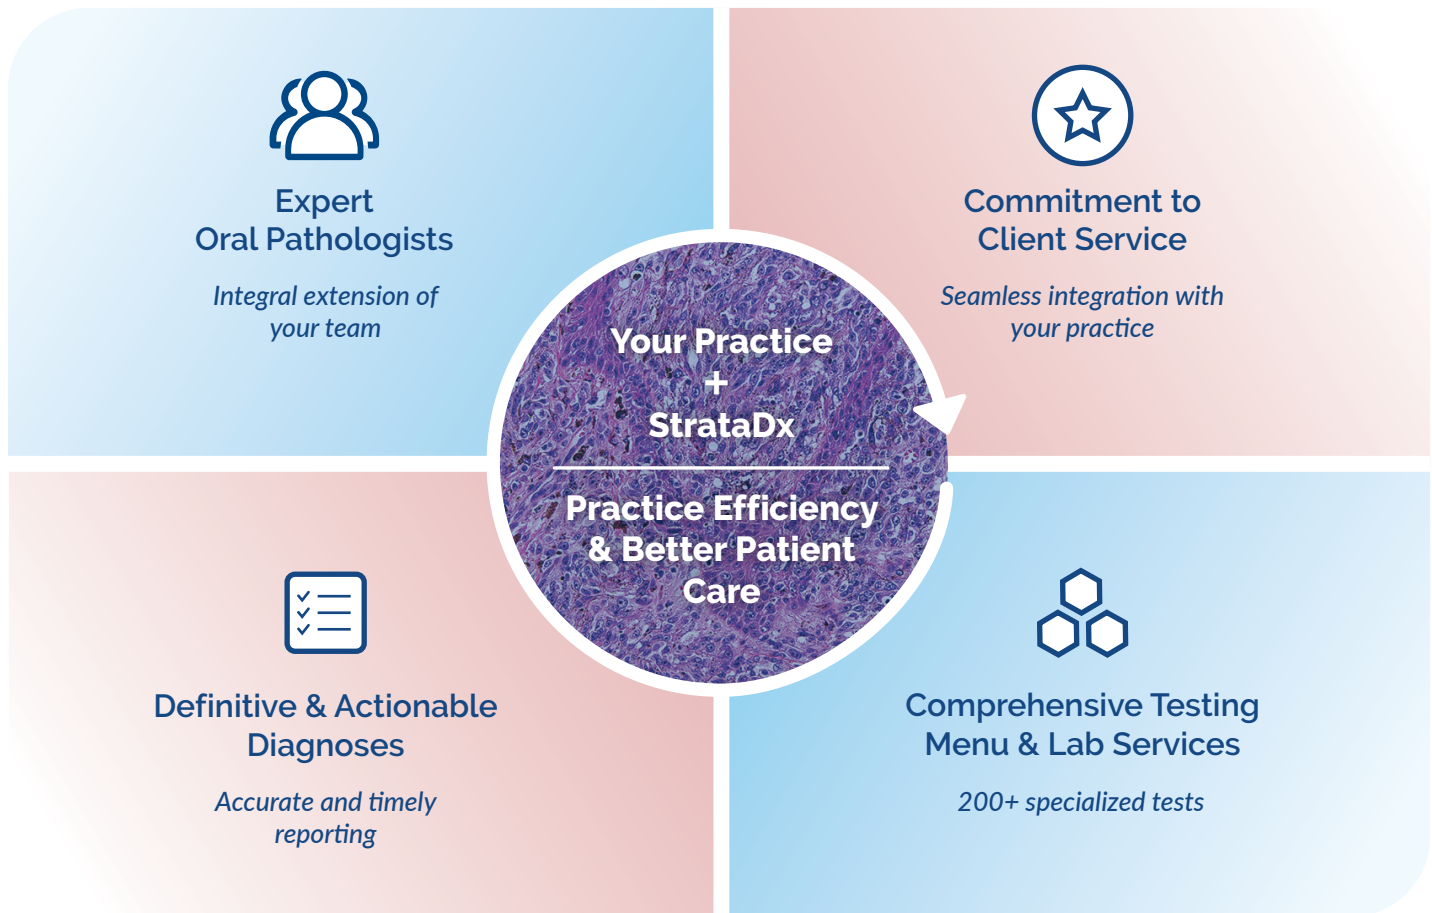 Expert
Oral Pathologists
Integral extension of
your team
Commitment to
Client Service
Seamless integration with
your practice
Your Practice
+
StrataDx
Practice Efficiency
& Better Patient
Care
Definitive & Actionable
Diagnoses
Accurate and timely
reporting
Comprehensive Testing
Menu & Lab Services
200+ specialized tests